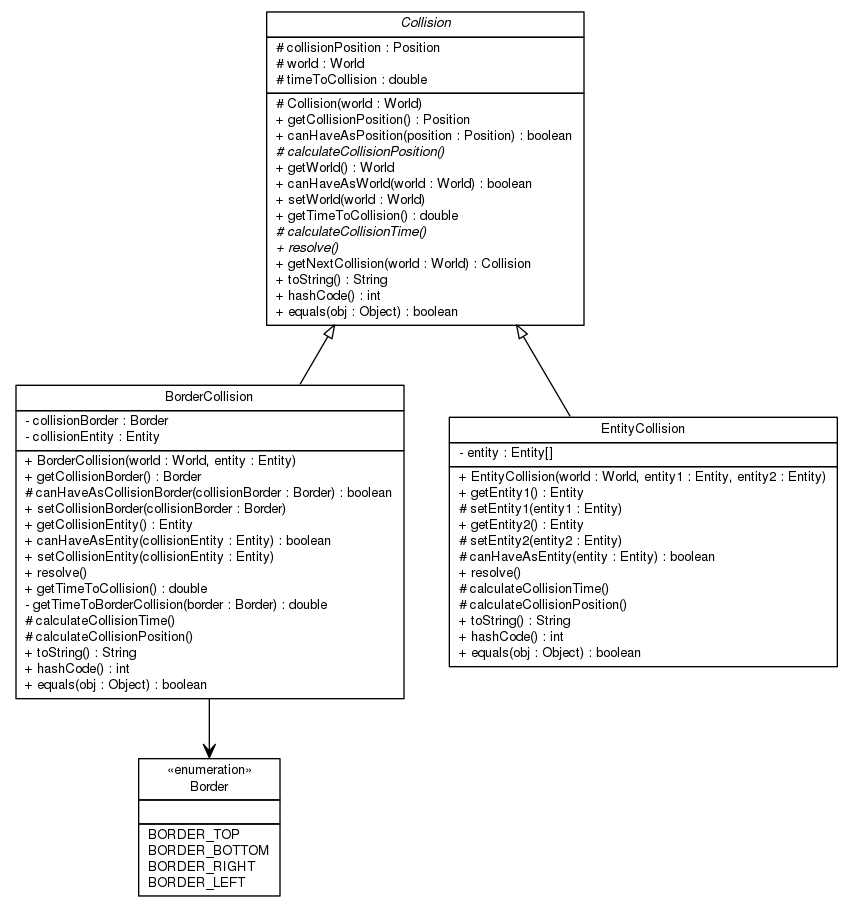 Collision
# collisionPosition : Position
# world : World
# timeToCollision : double
# Collision(world : World)
+ getCollisionPosition() : Position
+ canHaveAsPosition(position : Position) : boolean
# calculateCollisionPosition()
+ getWorld() : World
+ canHaveAsWorld(world : World) : boolean
+ setWorld(world : World)
+ getTimeToCollision() : double
# calculateCollisionTime()
+ resolve()
+ getNextCollision(world : World) : Collision
+ toString() : String
+ hashCode() : int
+ equals(obj : Object) : boolean
BorderCollision
- collisionBorder : Border
- collisionEntity : Entity
+ BorderCollision(world : World, entity : Entity)
+ getCollisionBorder() : Border
# canHaveAsCollisionBorder(collisionBorder : Border) : boolean
+ setCollisionBorder(collisionBorder : Border)
+ getCollisionEntity() : Entity
+ canHaveAsEntity(collisionEntity : Entity) : boolean
+ setCollisionEntity(collisionEntity : Entity)
+ resolve()
+ getTimeToCollision() : double
- getTimeToBorderCollision(border : Border) : double
# calculateCollisionTime()
# calculateCollisionPosition()
+ toString() : String
+ hashCode() : int
+ equals(obj : Object) : boolean
EntityCollision
- entity : Entity[]
+ EntityCollision(world : World, entity1 : Entity, entity2 : Entity)
+ getEntity1() : Entity
# setEntity1(entity1 : Entity)
+ getEntity2() : Entity
# setEntity2(entity2 : Entity)
# canHaveAsEntity(entity : Entity) : boolean
+ resolve()
# calculateCollisionTime()
# calculateCollisionPosition()
+ toString() : String
+ hashCode() : int
+ equals(obj : Object) : boolean
«enumeration»
Border
BORDER_TOP
BORDER_BOTTOM
BORDER_RIGHT
BORDER_LEFT